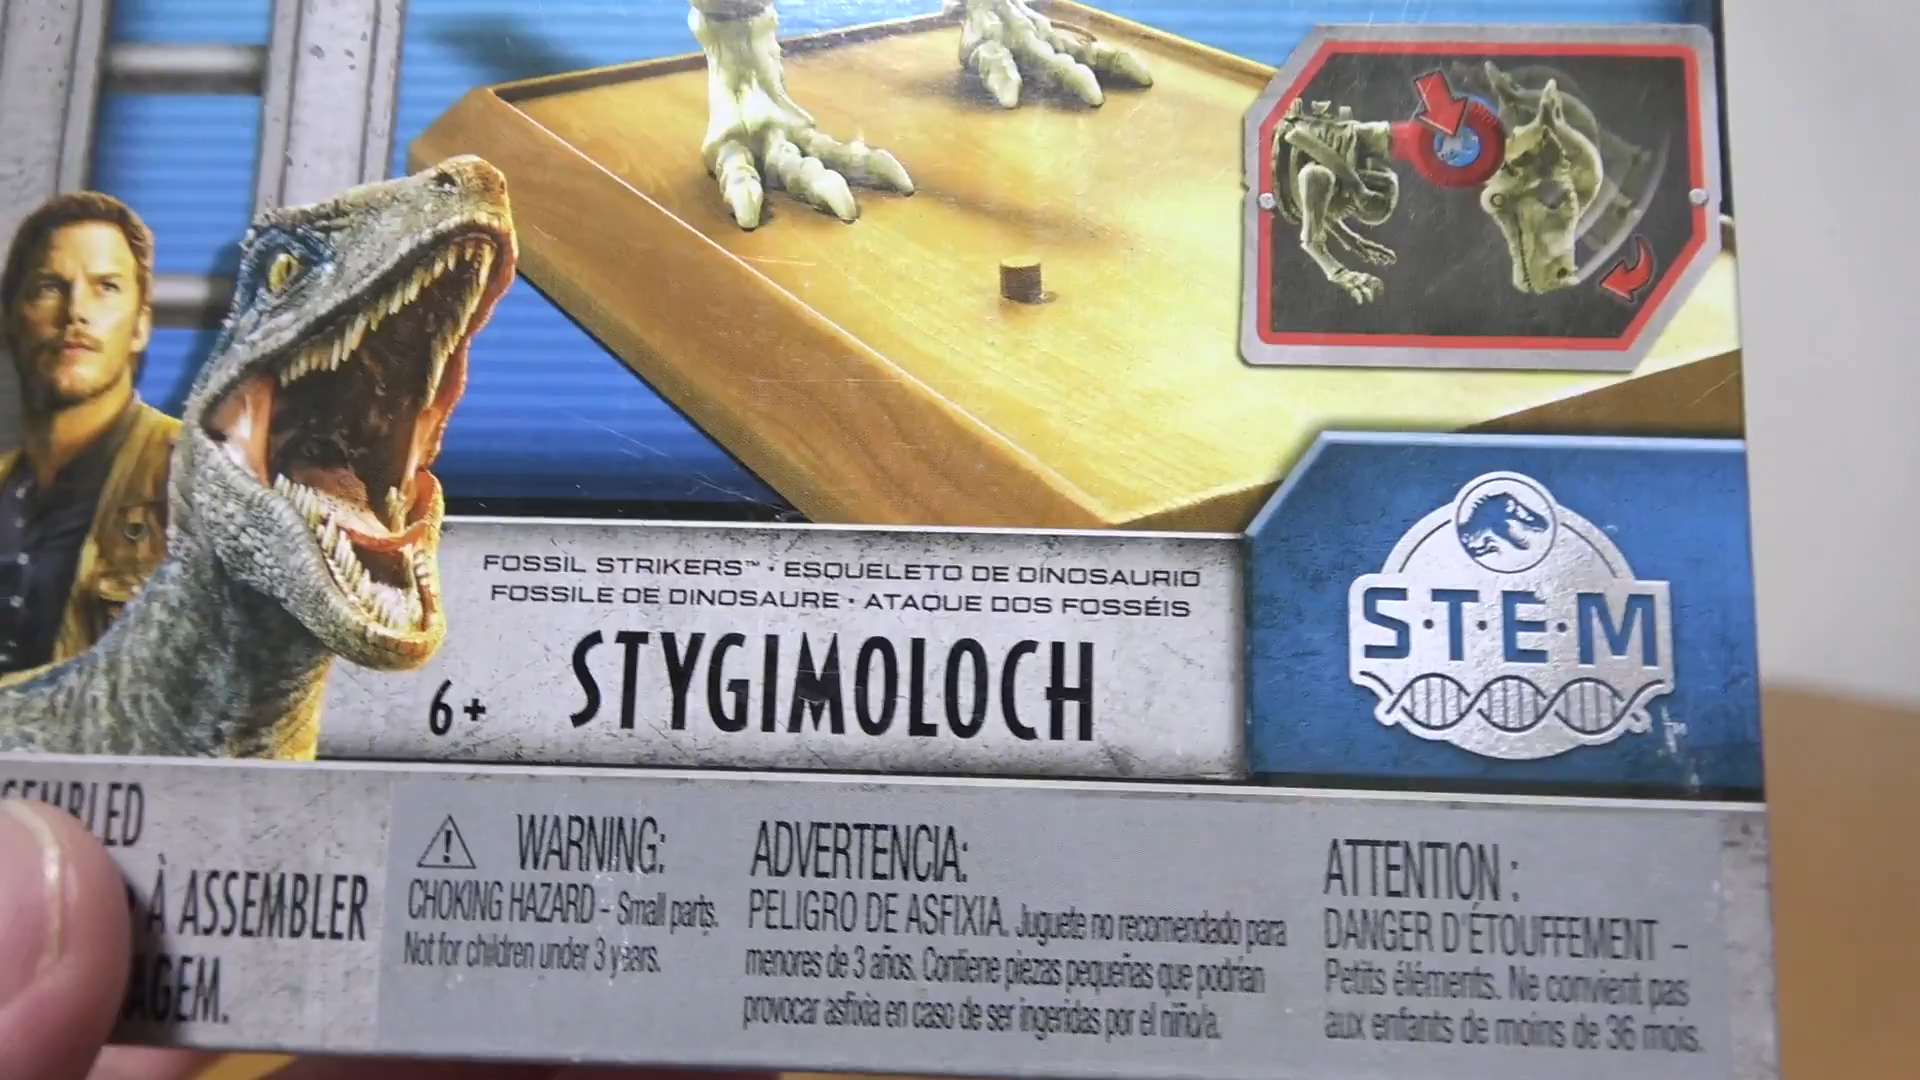 FOSSIL STRIKERS™ • ESQUELETO DE DINOSAURIO
FOSSILE DE DINOSAURE • ATAQUE DOS FOSSÉIS
6+ STYGIMOLOCH
S·T·E·M
À ASSEMBLER
WARNING:
CHOKING HAZARD – Small parts.
Not for children under 3 years.
ADVERTENCIA:
PELIGRO DE ASFIXIA. Juguete no recomendado para
menores de 3 años. Contiene piezas pequeñas que podrían
provocar asfixia en caso de ser ingeridas por el niño/a.
ATTENTION :
DANGER D'ÉTOUFFEMENT –
Petits éléments. Ne convient pas
aux enfants de moins de 36 mois.